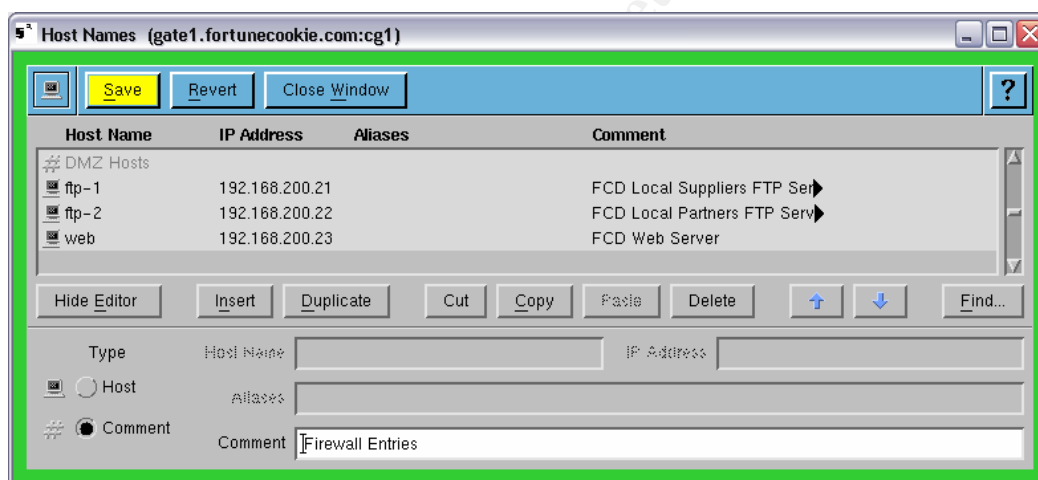 Host Names (gate1.fortunecookie.com:cg1)
Save Revert Close Window ?
Host Name IP Address Aliases Comment
# DMZ Hosts
ftp-1 192.168.200.21 FCD Local Suppliers FTP Ser
ftp-2 192.168.200.22 FCD Local Partners FTP Serv
web 192.168.200.23 FCD Web Server
Hide Editor Insert Duplicate Cut Copy Paste Delete Find...
Type Host Name IP Address
Host Aliases
# Comment Comment Firewall Entries